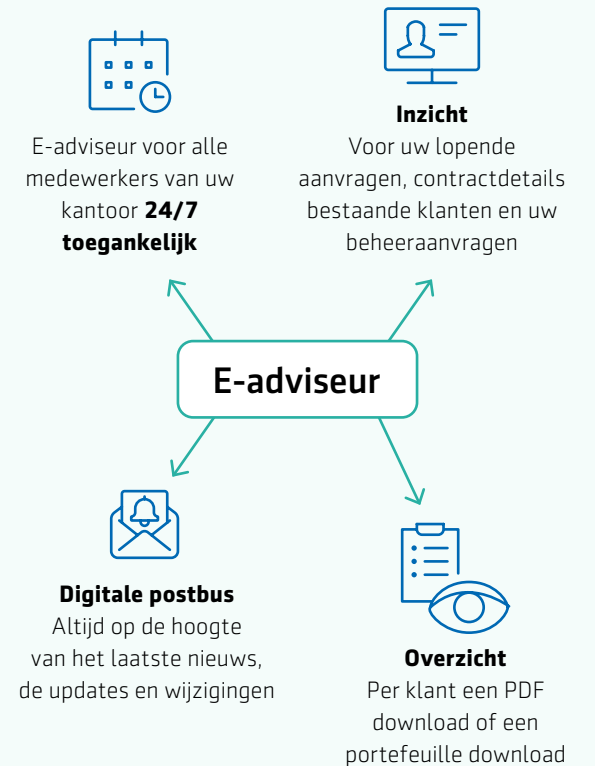 E-adviseur voor alle
medewerkers van uw
kantoor 24/7
toegankelijk
Inzicht
Voor uw lopende
aanvragen, contractdetails
bestaande klanten en uw
beheeraanvragen
E-adviseur
Digitale postbus
Altijd op de hoogte
van het laatste nieuws,
de updates en wijzigingen
Overzicht
Per klant een PDF
download of een
portefeuille download